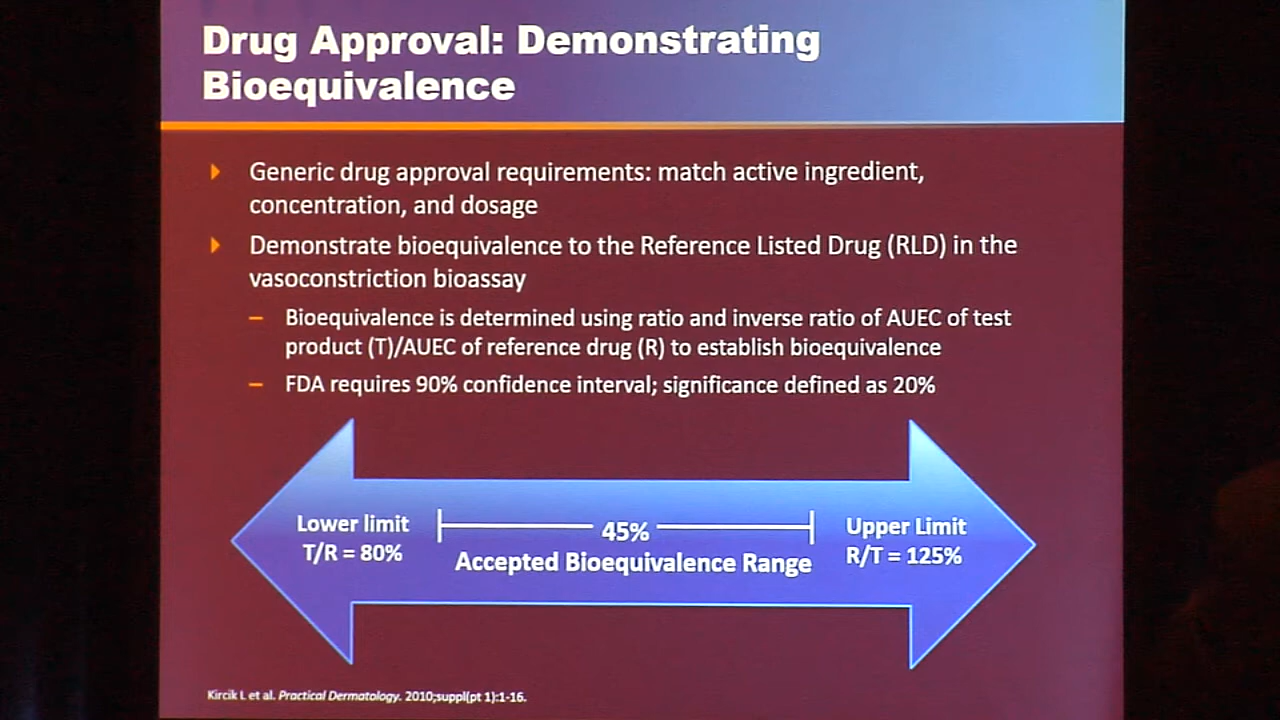 Drug Approval: Demonstrating
Bioequivalence
Generic drug approval requirements: match active ingredient,
concentration, and dosage
Demonstrate bioequivalence to the Reference Listed Drug (RLD) in the
vasoconstriction bioassay
– Bioequivalence is determined using ratio and inverse ratio of AUEC of test
product (T)/AUEC of reference drug (R) to establish bioequivalence
– FDA requires 90% confidence interval; significance defined as 20%
Lower limit
T/R = 80%
45%
Accepted Bioequivalence Range
Upper Limit
R/T = 125%
Kircik L et al. Practical Dermatology. 2010;suppl(pt 1):1-16.